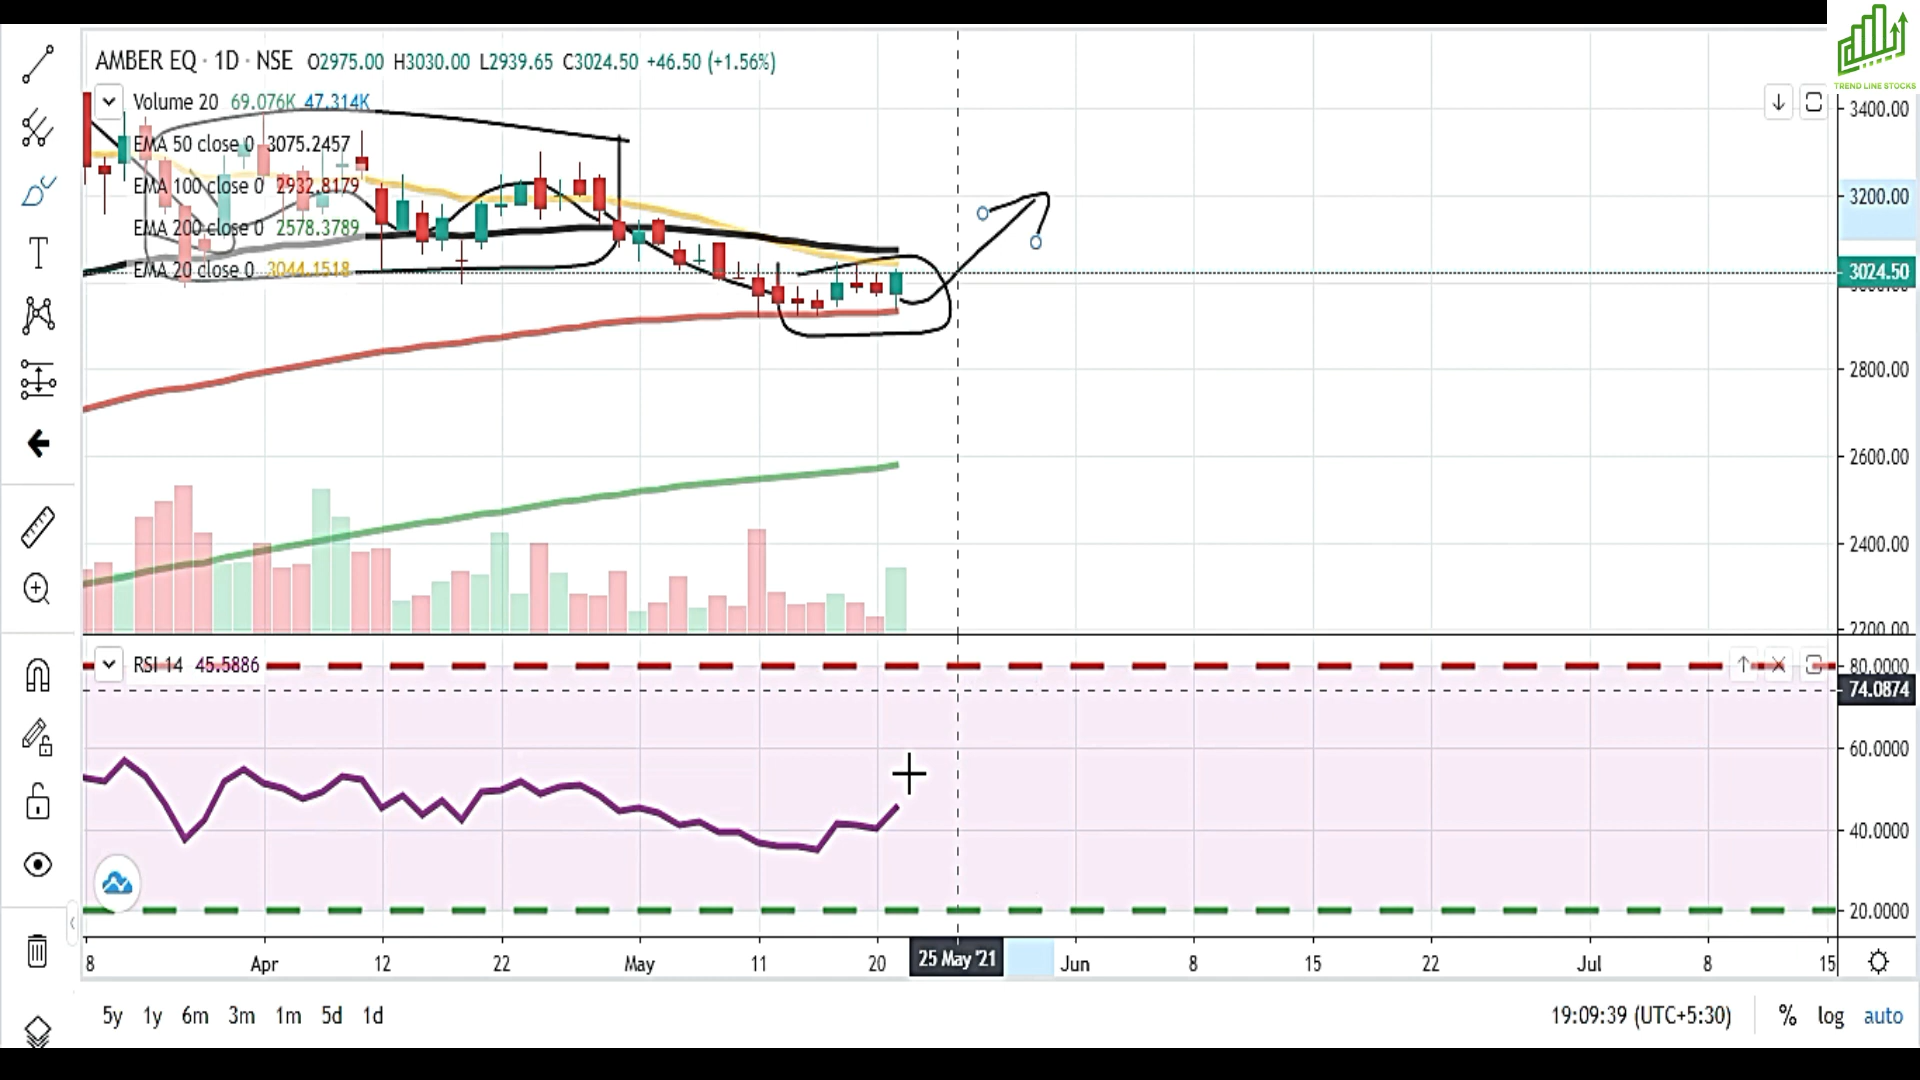 AMBER EQ · 1D · NSE O2975.00 H3030.00 L2939.65 C3024.50 +46.50 (+1.56%)
TREND LINE STOCKS
Volume 20 69.076K 47.314K
3400.00
EMA 50 close 0 3075.2457
EMA 100 close 0 2932.8179
3200.00
EMA 200 close 0 2578.3789
EMA 20 close 0 3044.1518
3024.50
2800.00
2600.00
2400.00
2200.00
RSI 14 45.5886
80.0000
74.0874
60.0000
40.0000
20.0000
8 Apr 12 22 May 11 20 25 May '21 Jun 8 15 22 Jul 8 15
5y 1y 6m 3m 1m 5d 1d 19:09:39 (UTC+5:30) % log auto